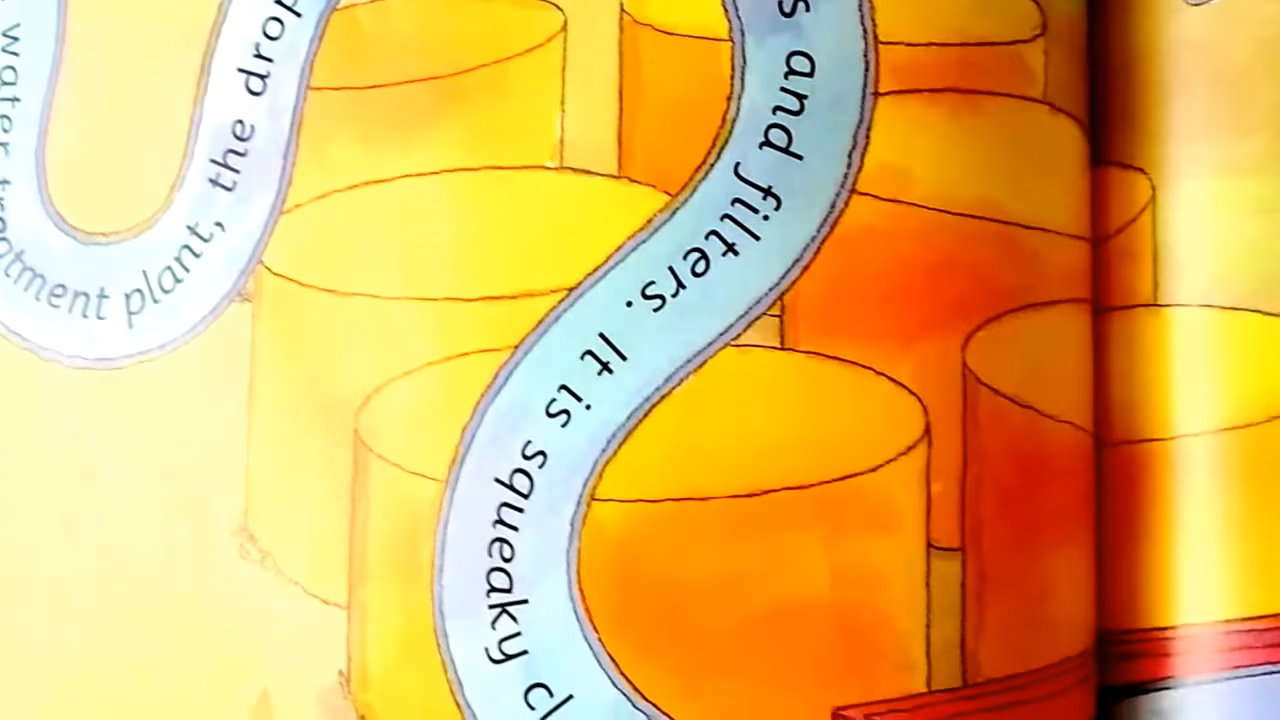 water treatment plant, the drop
s and filters. It is squeaky cl